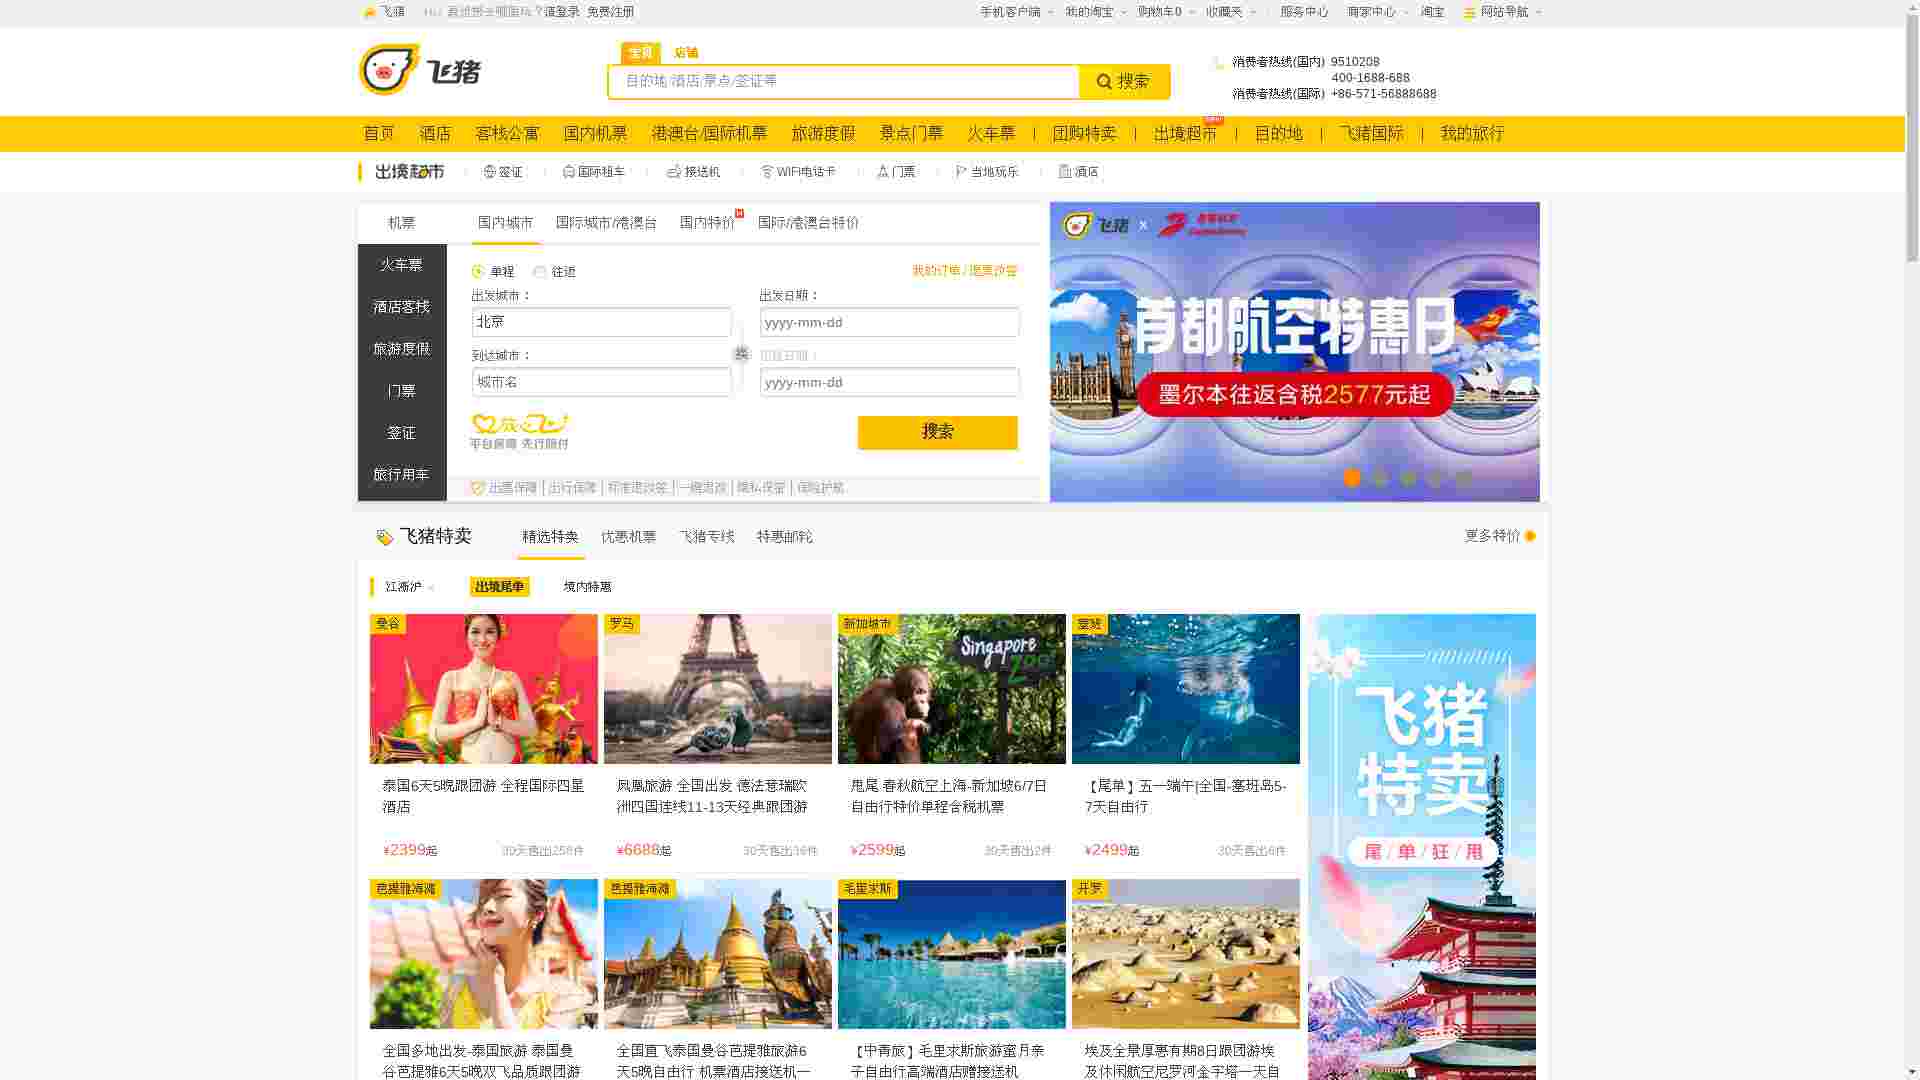 飞猪
请登录 免费注册
手机客户端 我的淘宝 购物车0 收藏夹 服务中心 商家中心 淘宝 网站导航
飞猪
宝贝 店铺
目的地/酒店/景点/签证等
搜索
消费者热线(国内) 9510208
400-1688-688
消费者热线(国际) +86-571-56888688
首页 酒店 客栈公寓 国内机票 港澳台/国际机票 旅游度假 景点门票 火车票 | 团购特卖 | 出境超市 | 目的地 | 飞猪国际 | 我的旅行
出境超市 签证 国际租车 接送机 WIFI电话卡 门票 当地玩乐 酒店
机票 国内城市 国际城市/港澳台 国内特价 国际/港澳台特价
火车票
酒店客栈
旅游度假
门票
签证
旅行用车
单程 往返
我的订单/退票改签
出发城市:
出发日期:
北京
yyyy-mm-dd
到达城市:
换
城市名
yyyy-mm-dd
平台保障 先行赔付
搜索
出票保障 | 出行保障 | 标准退改签 | 一键退改 | 隐私保密 | 保险护航
飞猪 X
首都航空特惠日
墨尔本往返含税2577元起
飞猪特卖 精选特卖 优惠机票 飞猪专线 特惠邮轮
更多特价
江浙沪 出境尾单 境内特惠
曼谷
罗马
新加坡市
塞班
Singapore
Zoo
泰国6天5晚跟团游 全程国际四星
酒店
¥2399起
30天售出258件
凤凰旅游 全国出发 德法意瑞欧
洲四国连线11-13天经典跟团游
¥6688起
30天售出36件
甩尾 春秋航空上海-新加坡6/7日
自由行特价单程含税机票
¥2599起
30天售出2件
【尾单】五一端午|全国-塞班岛5-
7天自由行
¥2499起
30天售出6件
飞猪
特卖
尾/单/狂/甩
芭提雅海滩
芭提雅海滩
毛里求斯
开罗
全国多地出发-泰国旅游 泰国曼
谷芭提雅6天5晚双飞品质跟团游
全国直飞泰国曼谷芭提雅旅游6
天5晚自由行 机票酒店接送机一
【中青旅】毛里求斯旅游蜜月亲
子自由行高端酒店赠接送机
埃及全景厚惠有期8日跟团游埃
及休闲航空尼罗河金字塔一天自